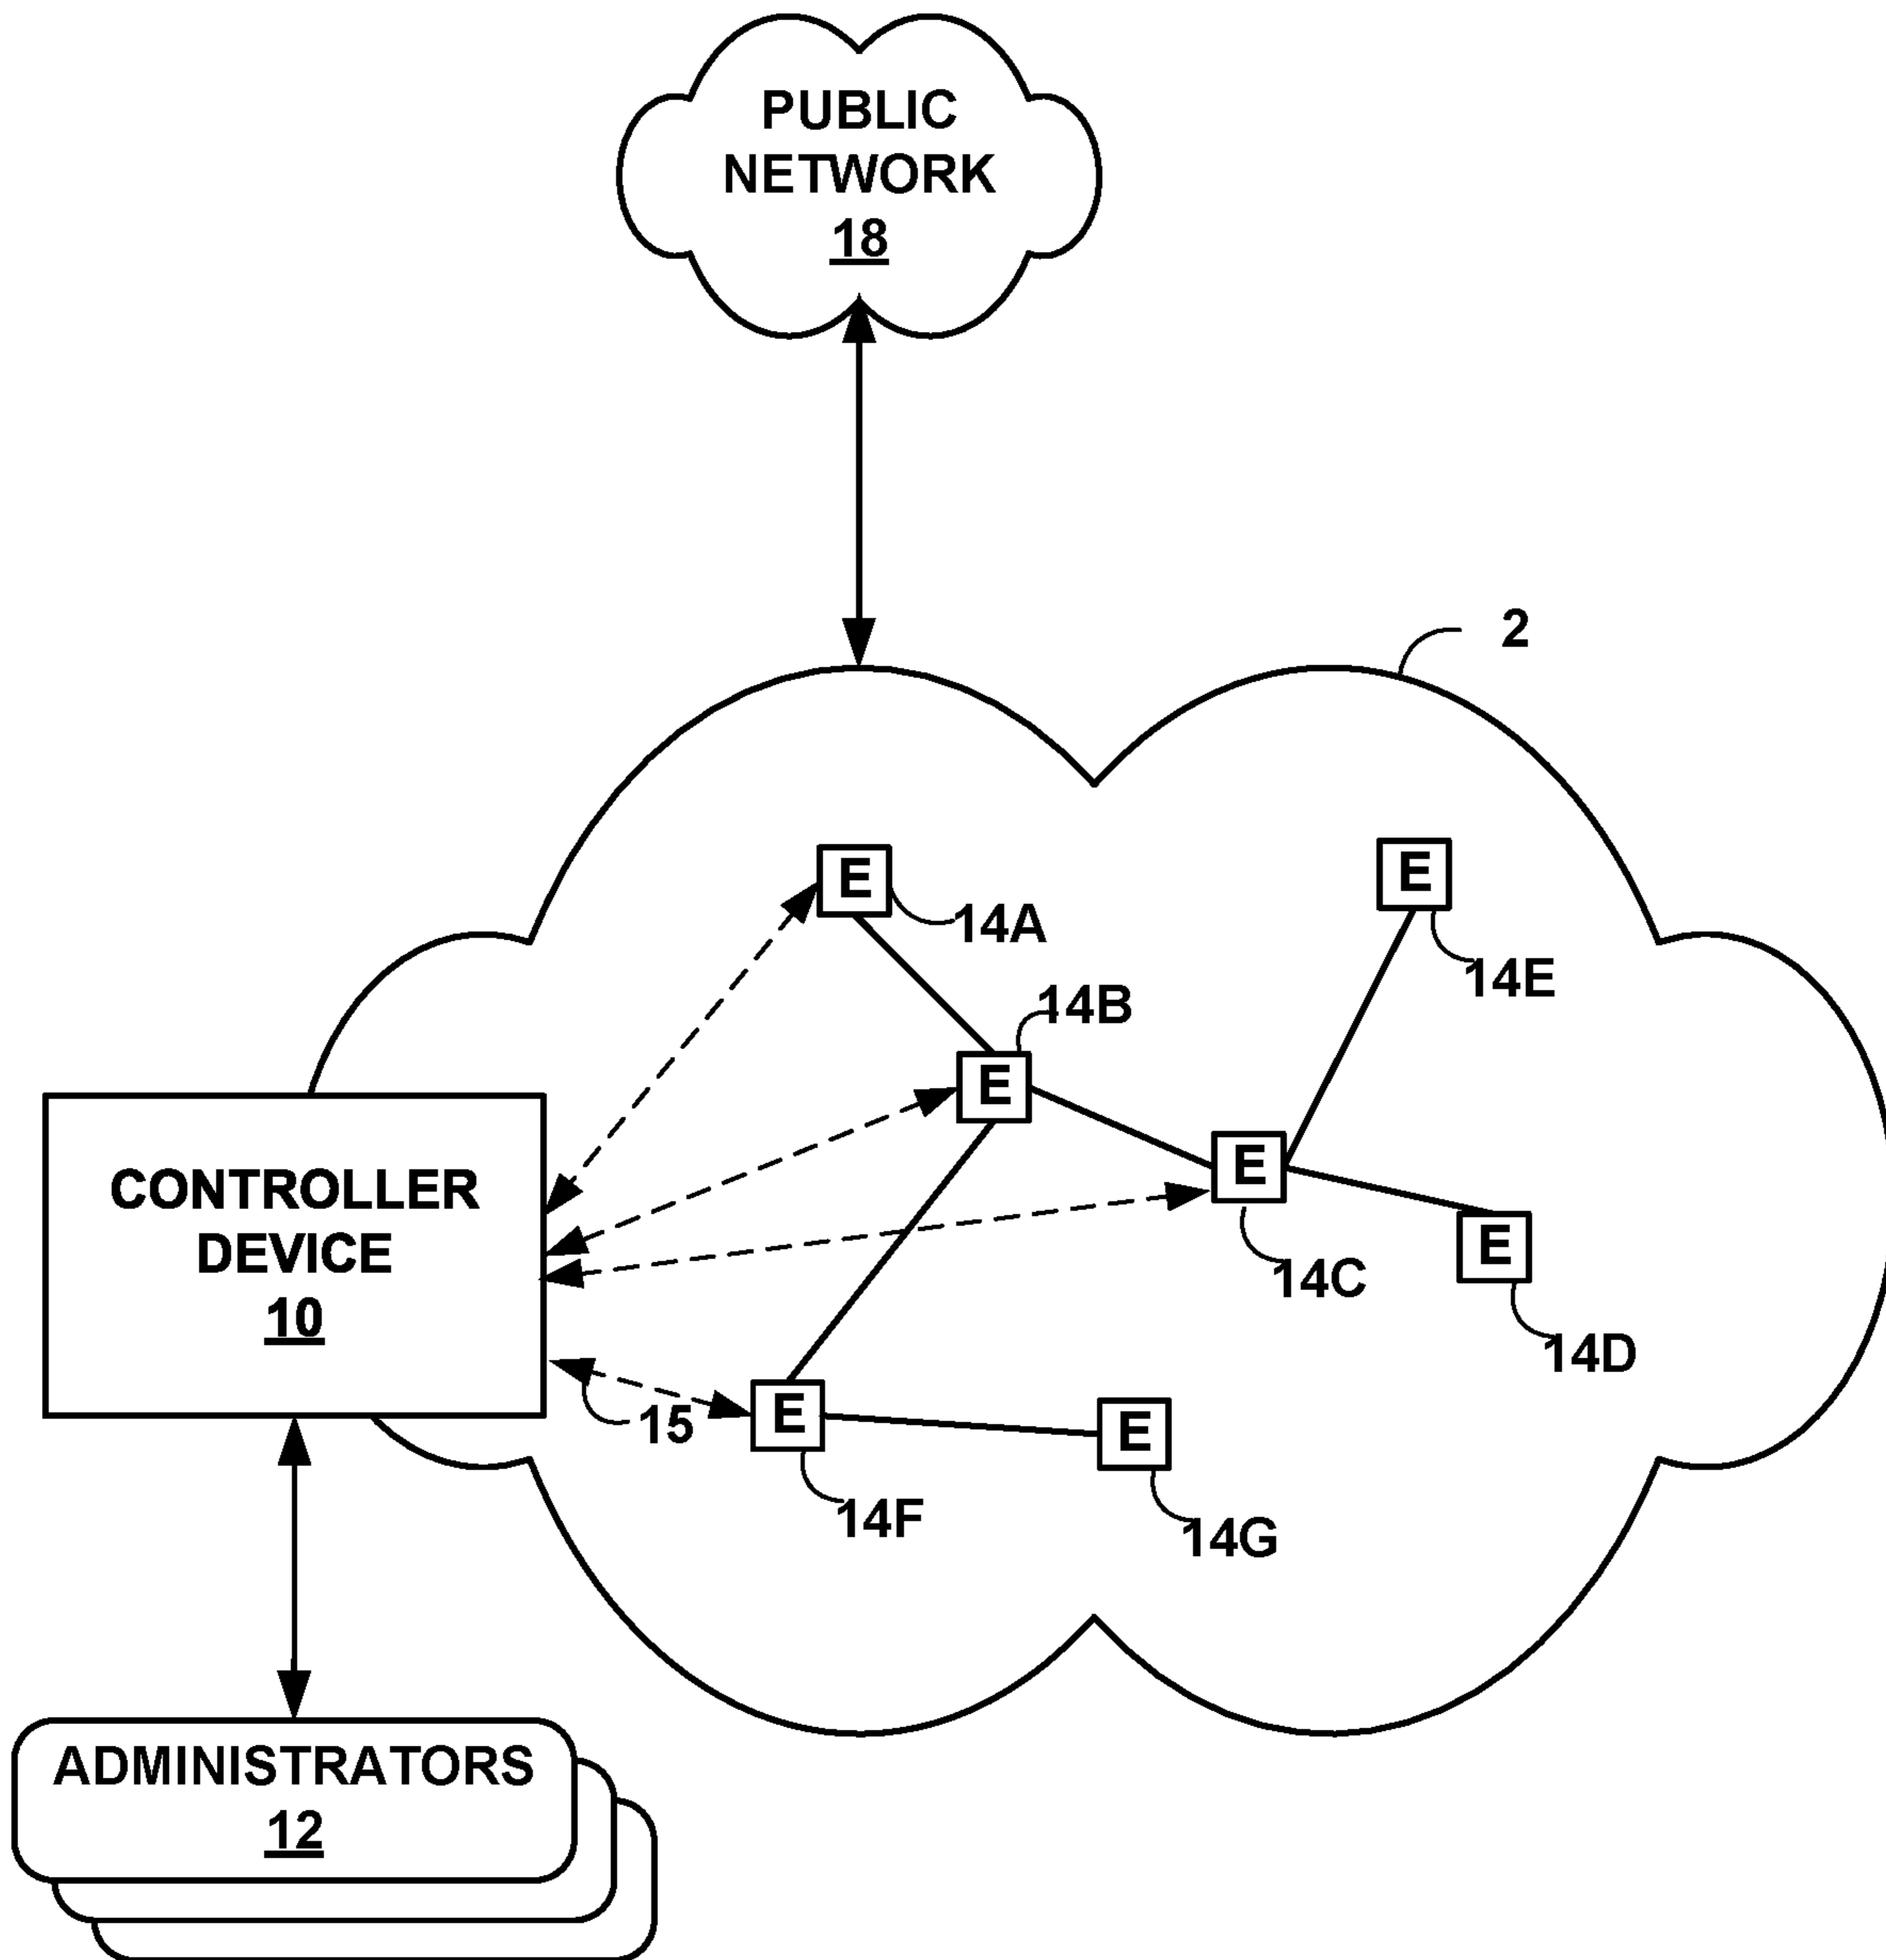 PUBLIC
NETWORK
18
2
E
14A
E
14E
14B
E
CONTROLLER
DEVICE
10
E
14C
E
14D
15
E
14F
E
14G
ADMINISTRATORS
12